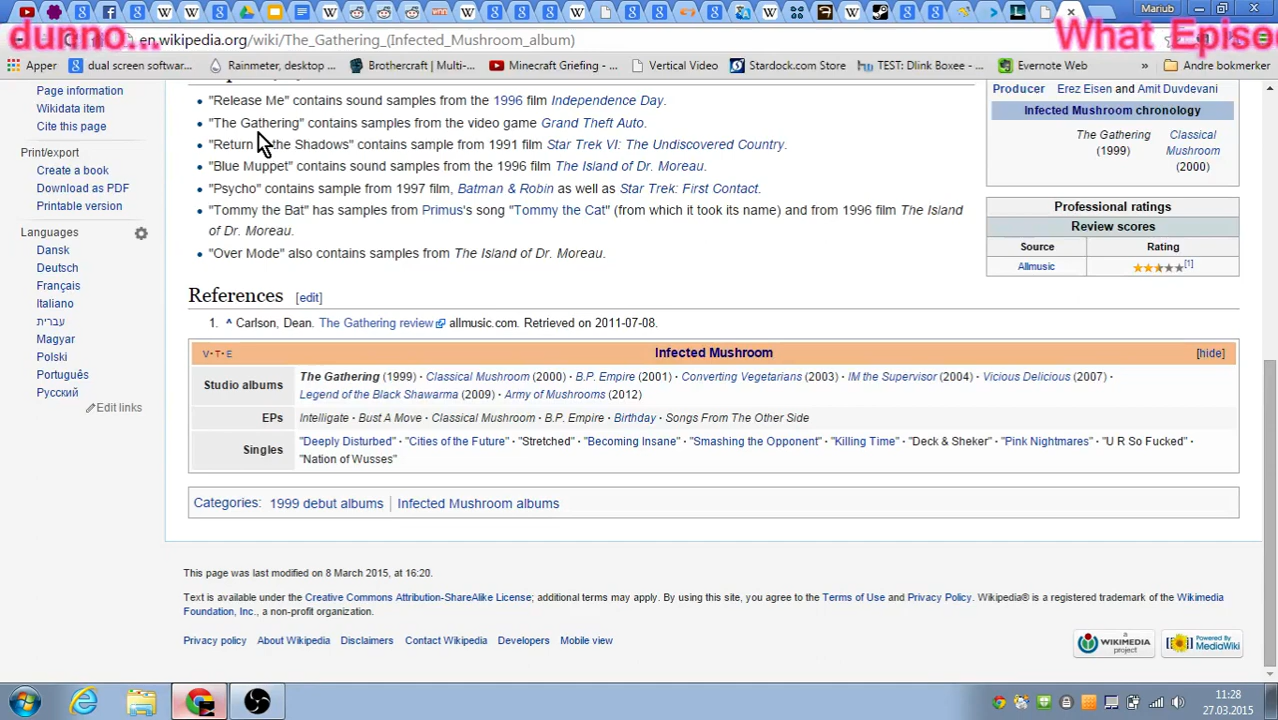 Mariub
dunno...
What Episo
en.wikipedia.org/wiki/The_Gathering_(Infected_Mushroom_album)
Apper
dual screen softwar...
Rainmeter, desktop ...
Brothercraft | Multi-...
Minecraft Griefing -...
Vertical Video
Stardock.com Store
TEST: Dlink Boxee -...
Evernote Web
Andre bokmerker
Page information
Wikidata item
Cite this page
Print/export
Create a book
Download as PDF
Printable version
Languages
Dansk
Deutsch
Français
Italiano
עברית
Magyar
Polski
Português
Русский
Edit links
"Release Me" contains sound samples from the 1996 film Independence Day.
"The Gathering" contains samples from the video game Grand Theft Auto.
"Return the Shadows" contains sample from 1991 film Star Trek VI: The Undiscovered Country.
"Blue Muppet" contains sound samples from the 1996 film The Island of Dr. Moreau.
"Psycho" contains sample from 1997 film, Batman & Robin as well as Star Trek: First Contact.
"Tommy the Bat" has samples from Primus's song "Tommy the Cat" (from which it took its name) and from 1996 film The Island
of Dr. Moreau.
"Over Mode" also contains samples from The Island of Dr. Moreau.
Producer Erez Eisen and Amit Duvdevani
Infected Mushroom chronology
The Gathering Classical
(1999) Mushroom
(2000)
Professional ratings
Review scores
Source Rating
Allmusic ★★★★★[1]
References [edit]
1. ^ Carlson, Dean. The Gathering review allmusic.com. Retrieved on 2011-07-08.
V · T · E Infected Mushroom [hide]
Studio albums The Gathering (1999) · Classical Mushroom (2000) · B.P. Empire (2001) · Converting Vegetarians (2003) · IM the Supervisor (2004) · Vicious Delicious (2007) ·
Legend of the Black Shawarma (2009) · Army of Mushrooms (2012)
EPs Intelligate · Bust A Move · Classical Mushroom · B.P. Empire · Birthday · Songs From The Other Side
Singles "Deeply Disturbed" · "Cities of the Future" · "Stretched" · "Becoming Insane" · "Smashing the Opponent" · "Killing Time" · "Deck & Sheker" · "Pink Nightmares" · "U R So Fucked" ·
"Nation of Wusses"
Categories: 1999 debut albums | Infected Mushroom albums
This page was last modified on 8 March 2015, at 16:20.
Text is available under the Creative Commons Attribution-ShareAlike License; additional terms may apply. By using this site, you agree to the Terms of Use and Privacy Policy. Wikipedia® is a registered trademark of the Wikimedia
Foundation, Inc., a non-profit organization.
Privacy policy About Wikipedia Disclaimers Contact Wikipedia Developers Mobile view
A WIKIMEDIA project
Powered By MediaWiki
11:28
27.03.2015